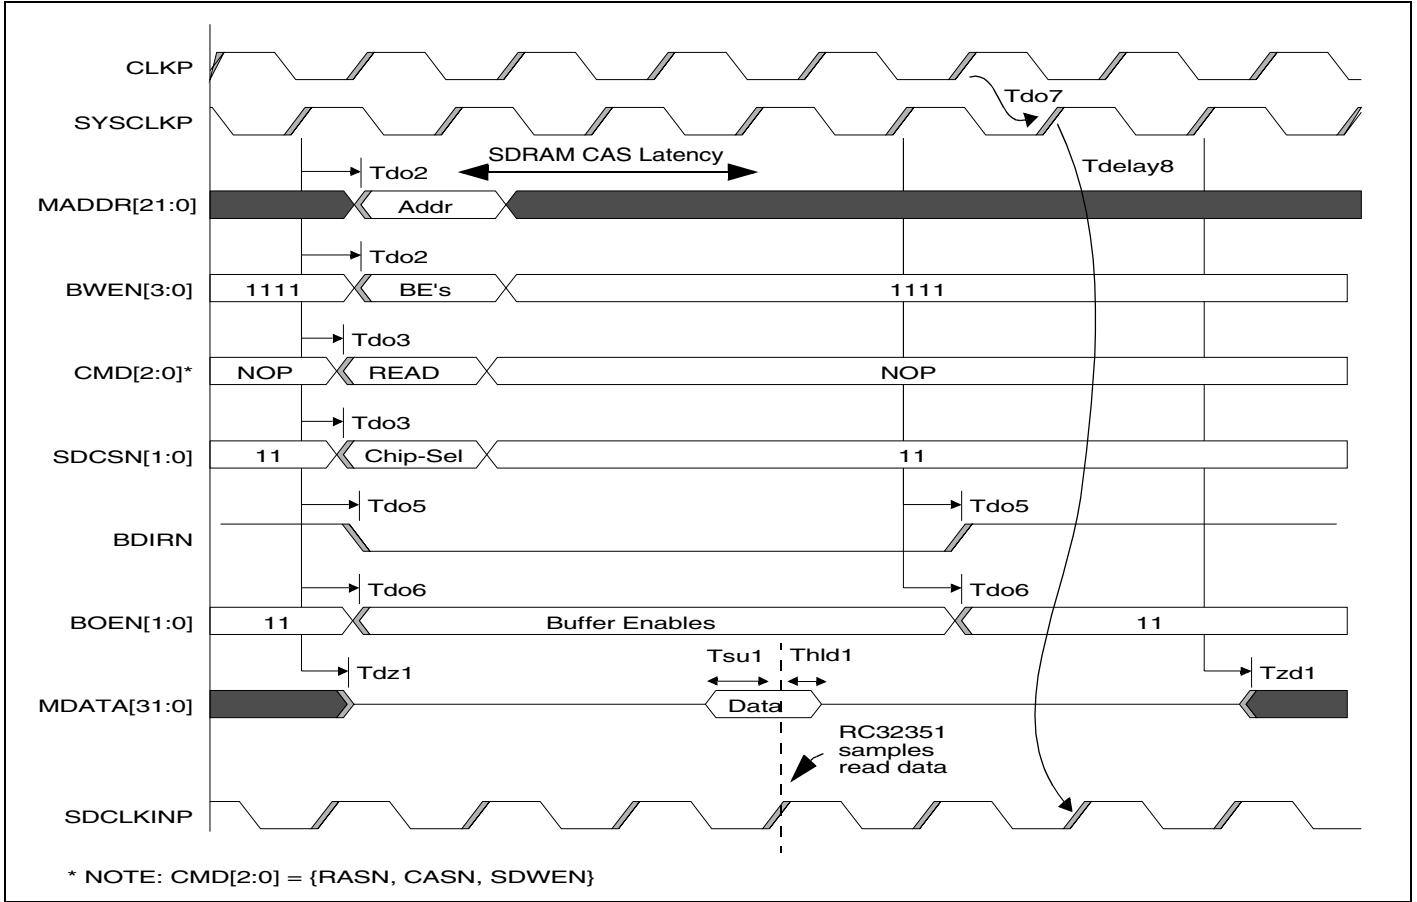 CLKP
Tdo7
SYSCLKP
SDRAM CAS Latency
Tdo2
Tdelay8
MADDR[21:0]
Addr
Tdo2
BWEN[3:0]
1111
BE's
1111
Tdo3
CMD[2:0]*
NOP
READ
NOP
Tdo3
SDCSN[1:0]
11
Chip-Sel
11
Tdo5
Tdo5
BDIRN
Tdo6
Tdo6
BOEN[1:0]
11
Buffer Enables
11
Tdz1
Tsu1
Thld1
Tzd1
MDATA[31:0]
Data
RC32351
samples
read data
SDCLKINP
* NOTE: CMD[2:0] = {RASN, CASN, SDWEN}